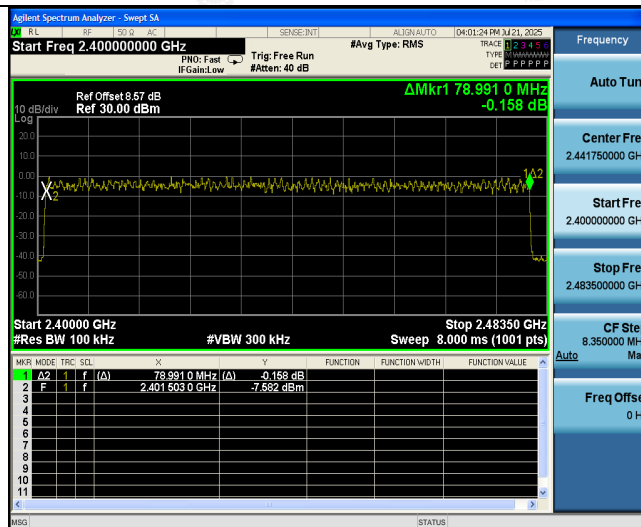 Agilent Spectrum Analyzer - Swept SA
RL RF 50 Ω AC SENSE:INT ALIGN AUTO 04:01:24 PM Jul 21, 2025
Start Freq 2.400000000 GHz #Avg Type: RMS TRACE 1 2 3 4 5 6
PNO: Fast Trig: Free Run TYPE
IFGain:Low #Atten: 40 dB DET P P P P P P
Ref Offset 8.57 dB ΔMkr1 78.991 0 MHz
10 dB/div Ref 30.00 dBm -0.158 dB
Log
20.0
10.0
0.00
-10.0
-20.0
-30.0
-40.0
-50.0
-60.0
1Δ2
2
Start 2.40000 GHz Stop 2.48350 GHz
#Res BW 100 kHz #VBW 300 kHz Sweep 8.000 ms (1001 pts)
MKR MODE TRC SCL X Y FUNCTION FUNCTION WIDTH FUNCTION VALUE
1 Δ2 1 f (Δ) 78.991 0 MHz (Δ) -0.158 dB
2 F 1 f 2.401 503 0 GHz -7.582 dBm
3
4
5
6
7
8
9
10
11
MSG STATUS
Frequency
Auto Tun
Center Fre
2.441750000 GH
Start Fre
2.400000000 GH
Stop Fre
2.483500000 GH
CF Ste
8.350000 MH
Auto Ma
Freq Offse
0 H